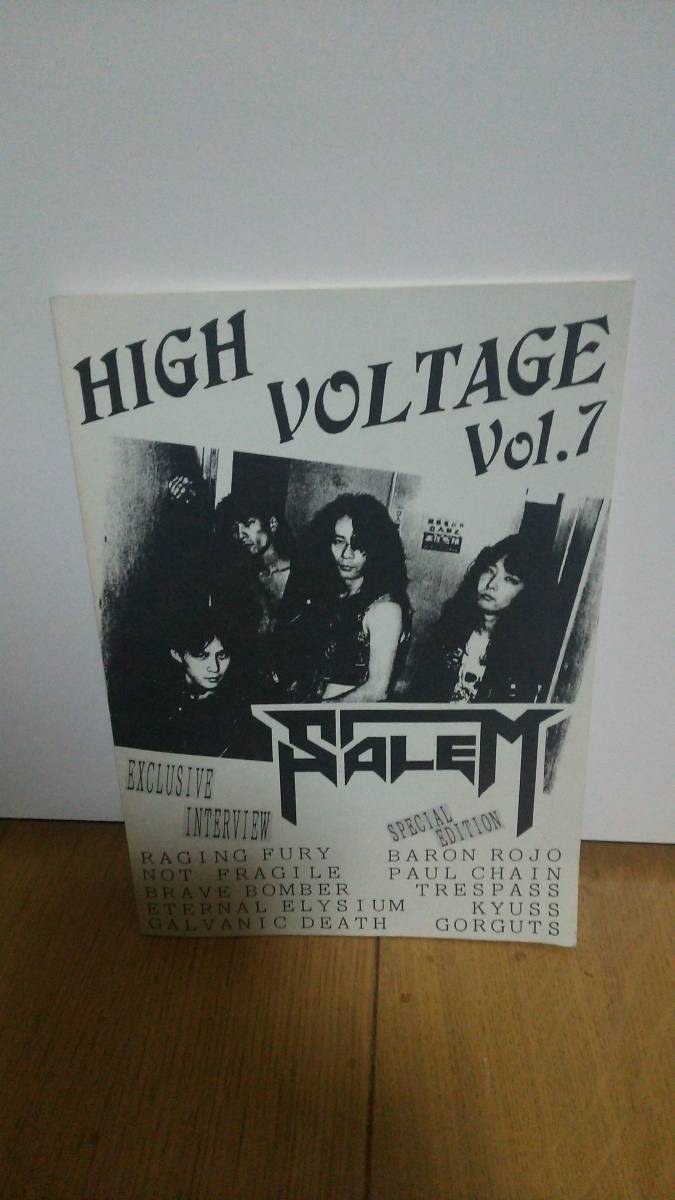 HIGH
VOLTAGE
Vol.7
SALEM
EXCLUSIVE
INTERVIEW
SPECIAL
EDITION
RAGING FURY
NOT FRAGILE
BRAVE BOMBER
ETERNAL ELYSIUM
GALVANIC DEATH
BARON ROJO
PAUL CHAIN
TRESPASS
KYUSS
GORGUTS